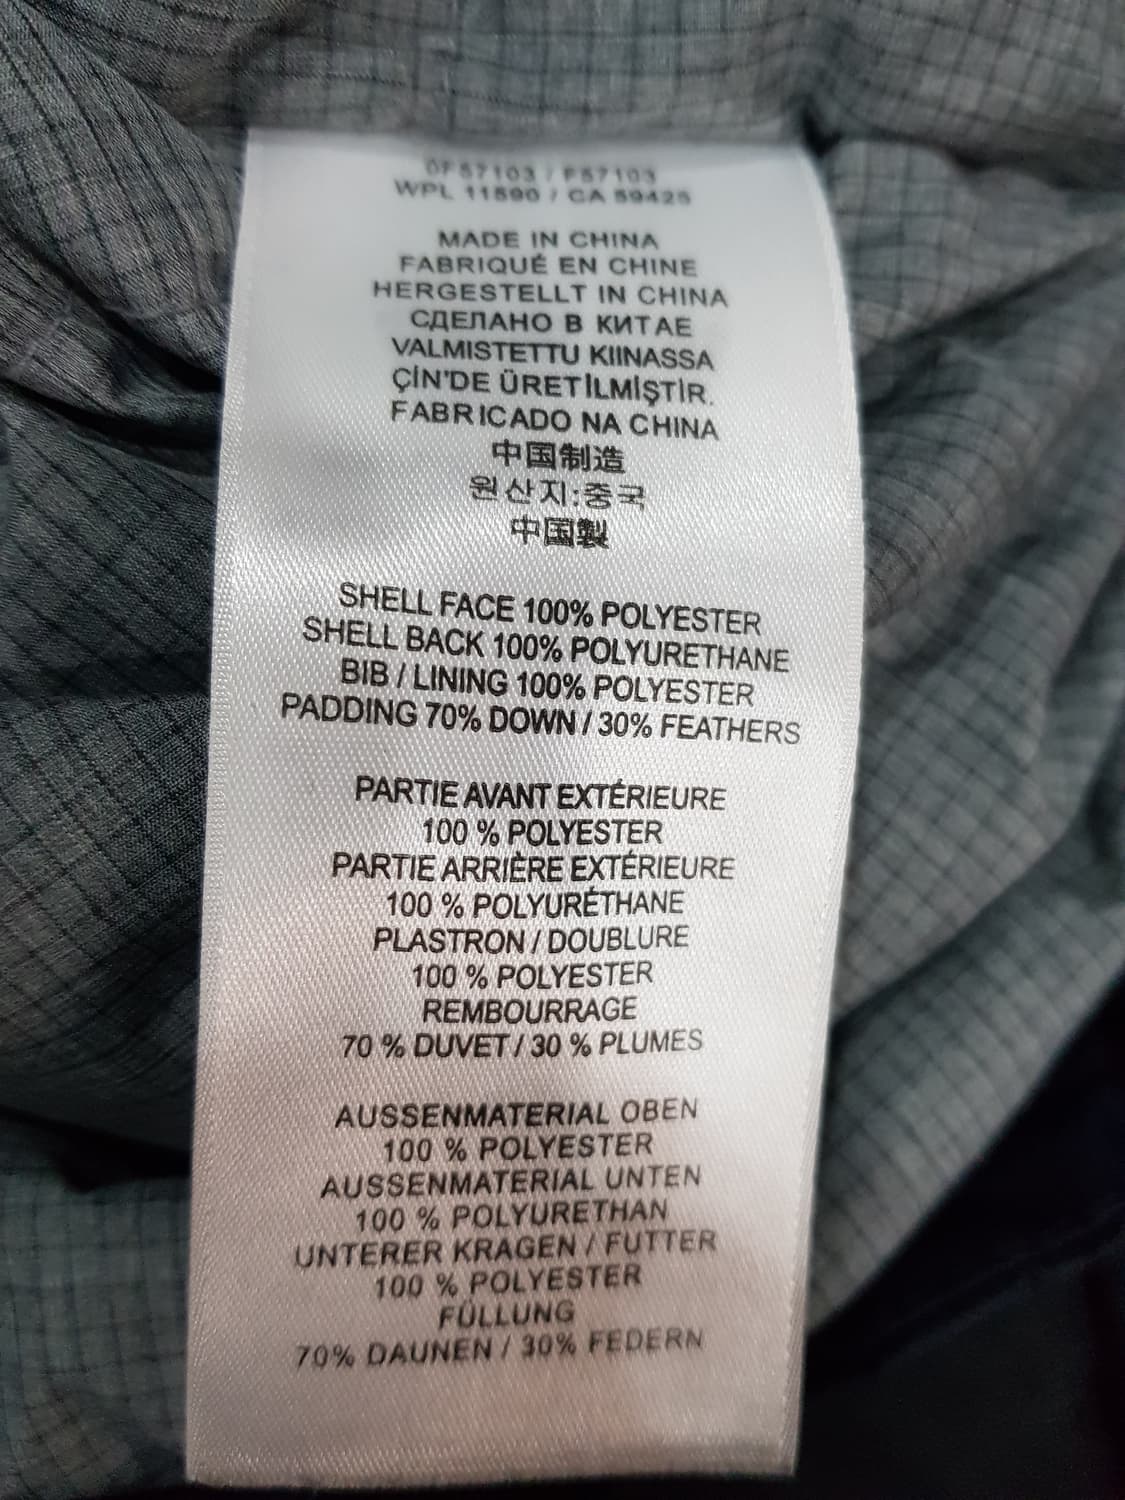 DF57103 / F57103
WPL 11590 / CA 59425
MADE IN CHINA
FABRIQUÉ EN CHINE
HERGESTELLT IN CHINA
СДЕЛАНО В КИТАЕ
VALMISTETTU KIINASSA
ÇİN'DE ÜRETİLMİŞTİR.
FABRICADO NA CHINA
中国制造
원산지:중국
中国製
SHELL FACE 100% POLYESTER
SHELL BACK 100% POLYURETHANE
BIB / LINING 100% POLYESTER
PADDING 70% DOWN / 30% FEATHERS
PARTIE AVANT EXTÉRIEURE
100 % POLYESTER
PARTIE ARRIÈRE EXTÉRIEURE
100 % POLYURÉTHANE
PLASTRON / DOUBLURE
100 % POLYESTER
REMBOURRAGE
70 % DUVET / 30 % PLUMES
AUSSENMATERIAL OBEN
100 % POLYESTER
AUSSENMATERIAL UNTEN
100 % POLYURETHAN
UNTERER KRAGEN / FUTTER
100 % POLYESTER
FÜLLUNG
70% DAUNEN / 30% FEDERN